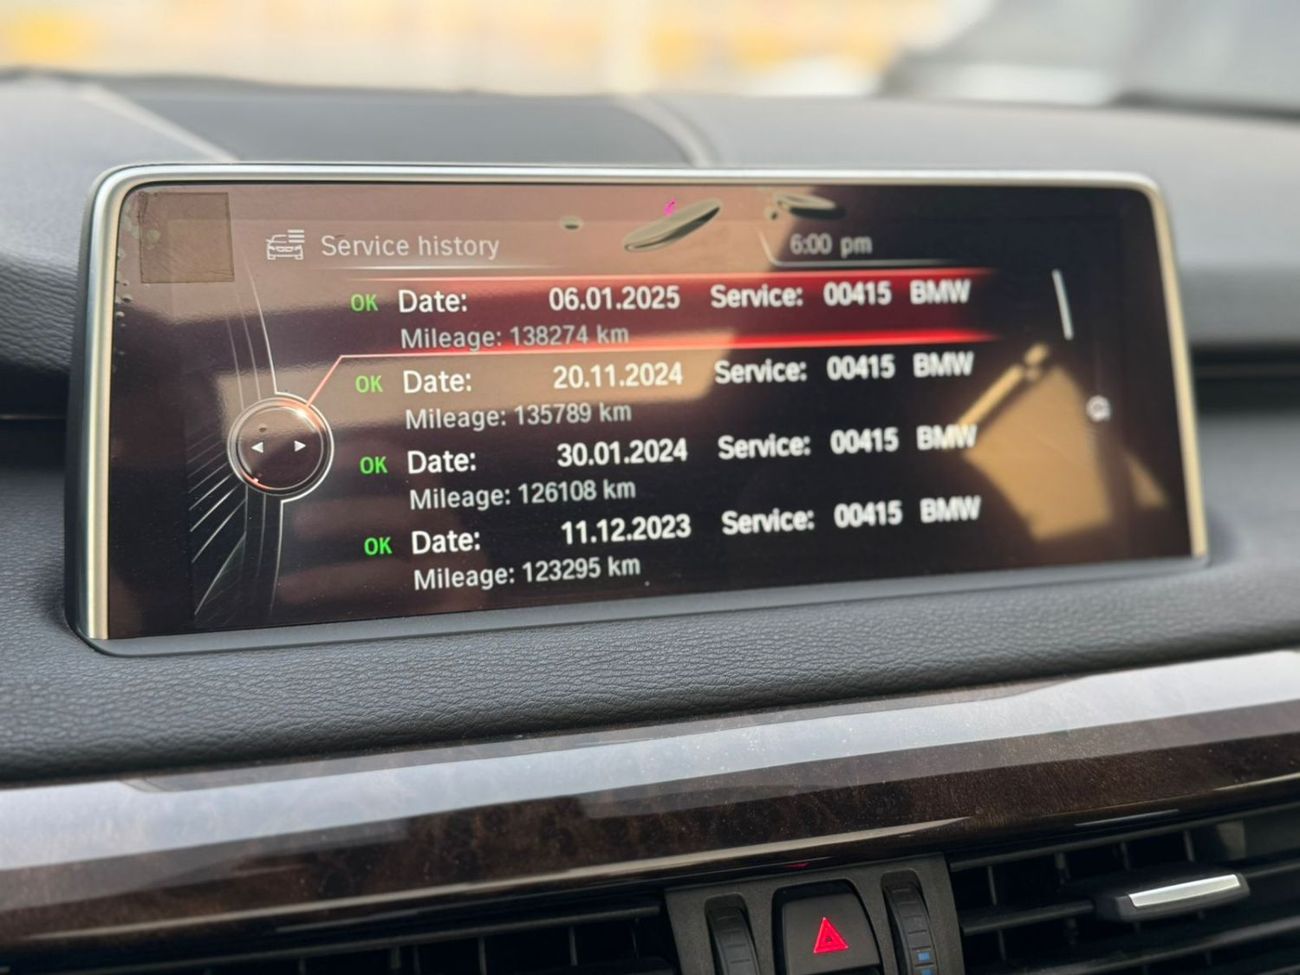 Service history 6:00 pm
OK Date: 06.01.2025 Service: 00415 BMW
Mileage: 138274 km
OK Date: 20.11.2024 Service: 00415 BMW
Mileage: 135789 km
OK Date: 30.01.2024 Service: 00415 BMW
Mileage: 126108 km
OK Date: 11.12.2023 Service: 00415 BMW
Mileage: 123295 km